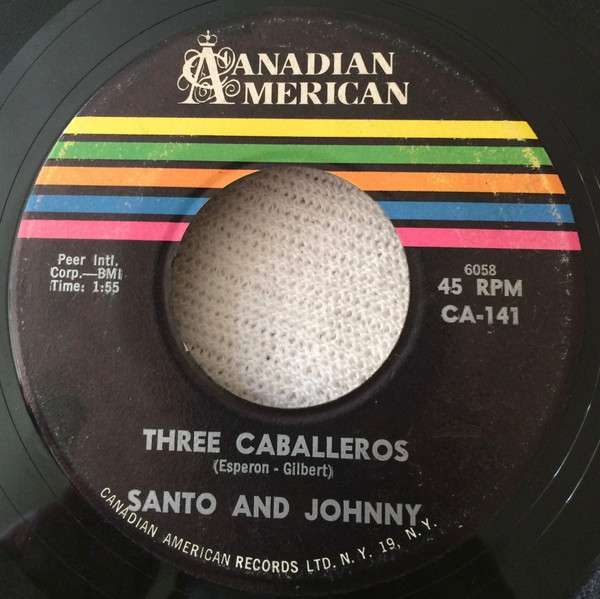 CANADIAN
AMERICAN
Peer Intl.
Corp.—BMI
Time: 1:55
6058
45 RPM
CA-141
THREE CABALLEROS
(Esperon - Gilbert)
SANTO AND JOHNNY
CANADIAN AMERICAN RECORDS LTD. N. Y. 19, N. Y.